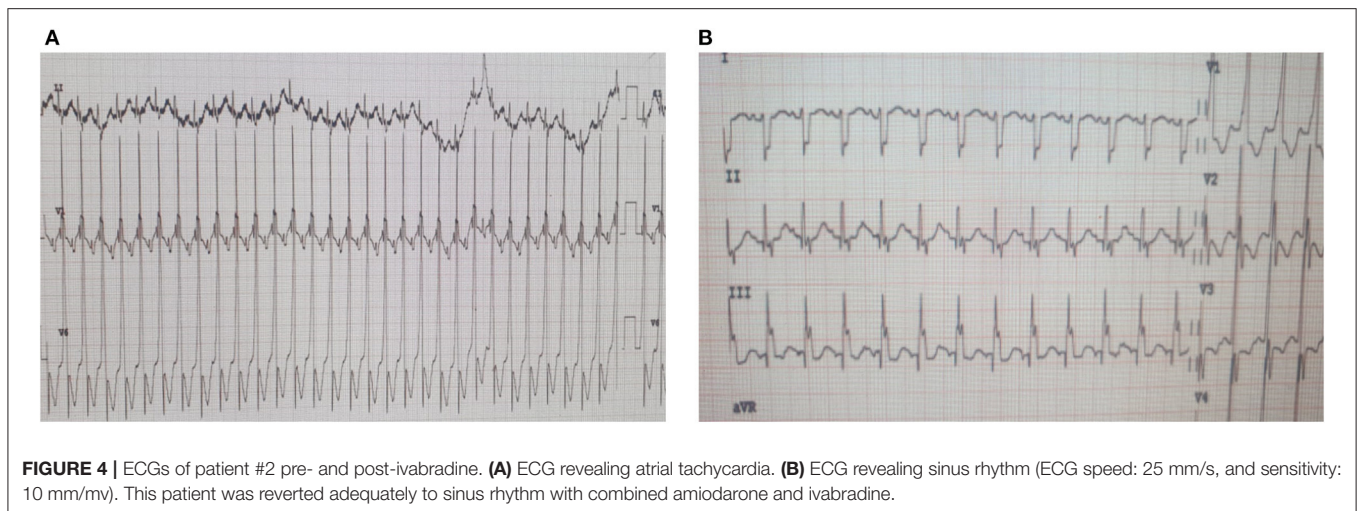 A
B
II
V1
V6
V6
I
II
III
aVR
V1
V2
V3
V4
FIGURE 4 | ECGs of patient #2 pre- and post-ivabradine. (A) ECG revealing atrial tachycardia. (B) ECG revealing sinus rhythm (ECG speed: 25 mm/s, and sensitivity:
10 mm/mv). This patient was reverted adequately to sinus rhythm with combined amiodarone and ivabradine.